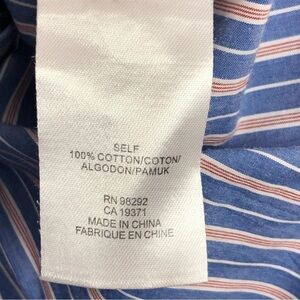 SELF
100% COTTON/COTON/
ALGODON/PAMUK
RN 98292
CA 19371
MADE IN CHINA
FABRIQUE EN CHINE